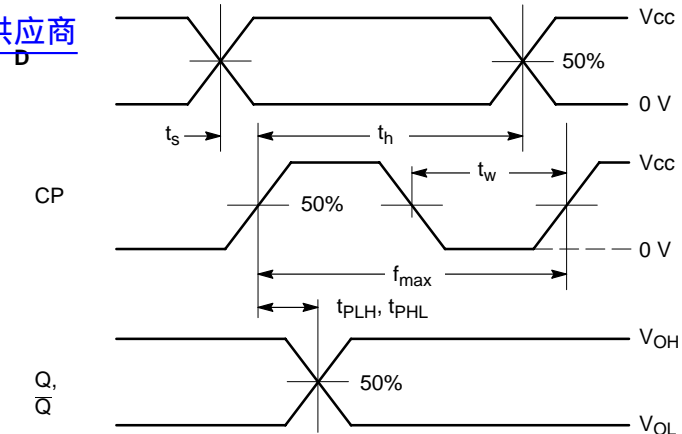 供应商
D
Vcc
50%
0 V
ts
th
CP
Vcc
tw
50%
0 V
fmax
tPLH, tPHL
VOH
Q,
Q̅
50%
VOL